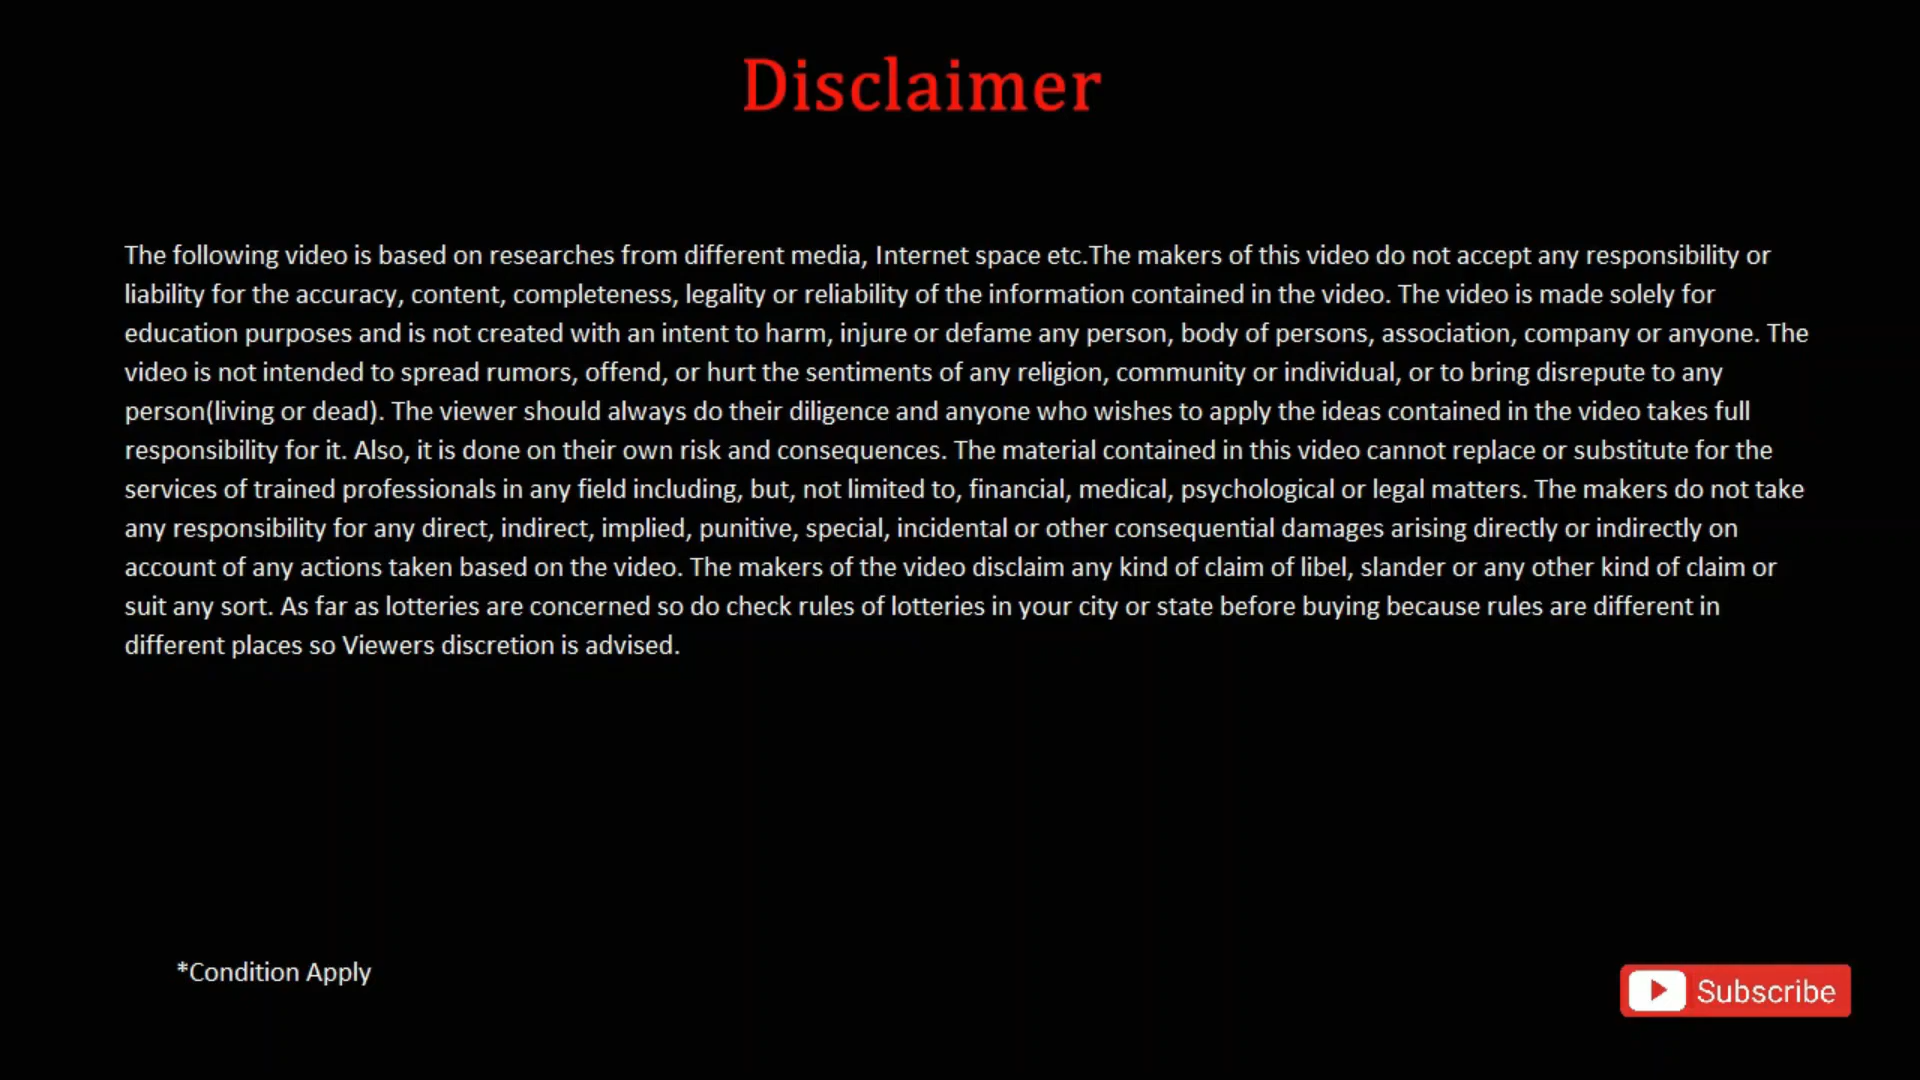 Disclaimer
The following video is based on researches from different media, Internet space etc.The makers of this video do not accept any responsibility or
liability for the accuracy, content, completeness, legality or reliability of the information contained in the video. The video is made solely for
education purposes and is not created with an intent to harm, injure or defame any person, body of persons, association, company or anyone. The
video is not intended to spread rumors, offend, or hurt the sentiments of any religion, community or individual, or to bring disrepute to any
person(living or dead). The viewer should always do their diligence and anyone who wishes to apply the ideas contained in the video takes full
responsibility for it. Also, it is done on their own risk and consequences. The material contained in this video cannot replace or substitute for the
services of trained professionals in any field including, but, not limited to, financial, medical, psychological or legal matters. The makers do not take
any responsibility for any direct, indirect, implied, punitive, special, incidental or other consequential damages arising directly or indirectly on
account of any actions taken based on the video. The makers of the video disclaim any kind of claim of libel, slander or any other kind of claim or
suit any sort. As far as lotteries are concerned so do check rules of lotteries in your city or state before buying because rules are different in
different places so Viewers discretion is advised.
*Condition Apply
Subscribe